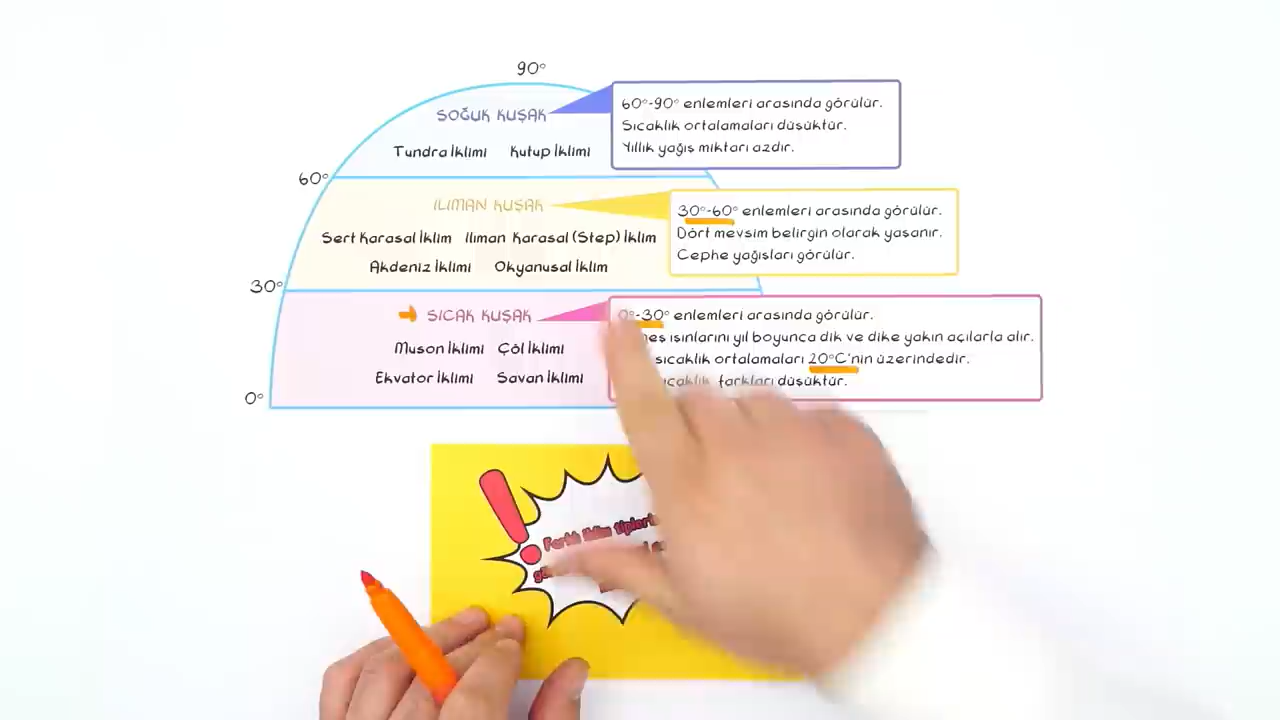 90°
SOĞUK KUŞAK
60°-90° enlemleri arasında görülür.
Sıcaklık ortalamaları düşüktür.
Yıllık yağış miktarı azdır.
Tundra İklimi Kutup İklimi
60°
ILIMAN KUŞAK
30°-60° enlemleri arasında görülür.
Dört mevsim belirgin olarak yaşanır.
Cephe yağışları görülür.
Sert Karasal İklim Ilıman Karasal (Step) İklim
Akdeniz İklimi Okyanusal İklim
30°
SICAK KUŞAK
0°-30° enlemleri arasında görülür.
ışınlarını yıl boyunca dik ve dike yakın açılarla alır.
sıcaklık ortalamaları 20°C'nin üzerindedir.
farkları düşüktür.
Muson İklimi Çöl İklimi
Ekvator İklimi Savan İklimi
0°
Farklı iklim